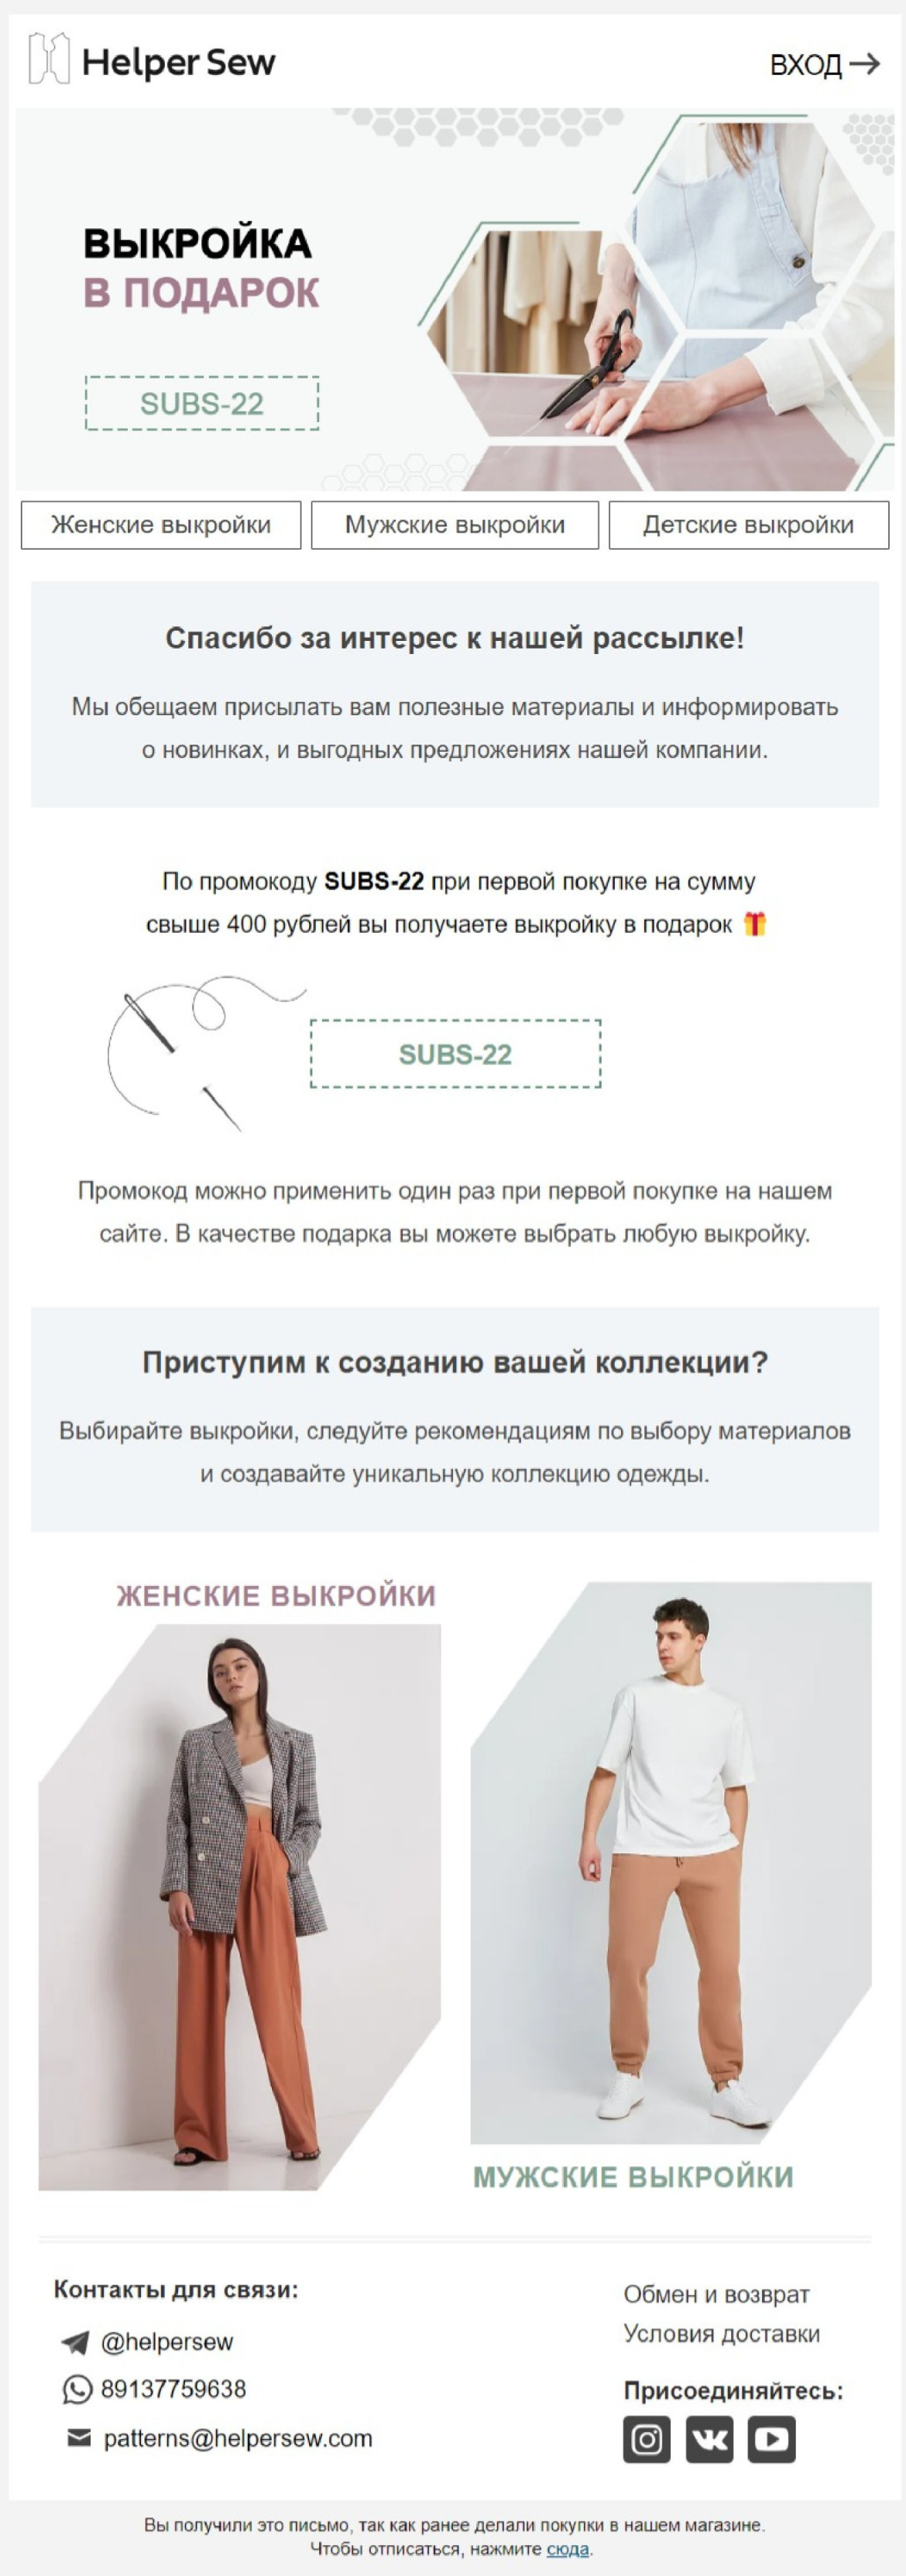 Helper Sew
ВХОД
ВЫКРОЙКА
В ПОДАРОК
SUBS-22
Женские выкройки
Мужские выкройки
Детские выкройки
Спасибо за интерес к нашей рассылке!
Мы обещаем присылать вам полезные материалы и информировать
о новинках, и выгодных предложениях нашей компании.
По промокоду SUBS-22 при первой покупке на сумму
свыше 400 рублей вы получаете выкройку в подарок
SUBS-22
Промокод можно применить один раз при первой покупке на нашем
сайте. В качестве подарка вы можете выбрать любую выкройку.
Приступим к созданию вашей коллекции?
Выбирайте выкройки, следуйте рекомендациям по выбору материалов
и создавайте уникальную коллекцию одежды.
ЖЕНСКИЕ ВЫКРОЙКИ
МУЖСКИЕ ВЫКРОЙКИ
Контакты для связи:
@helpersew
89137759638
patterns@helpersew.com
Обмен и возврат
Условия доставки
Присоединяйтесь:
Вы получили это письмо, так как ранее делали покупки в нашем магазине.
Чтобы отписаться, нажмите сюда.